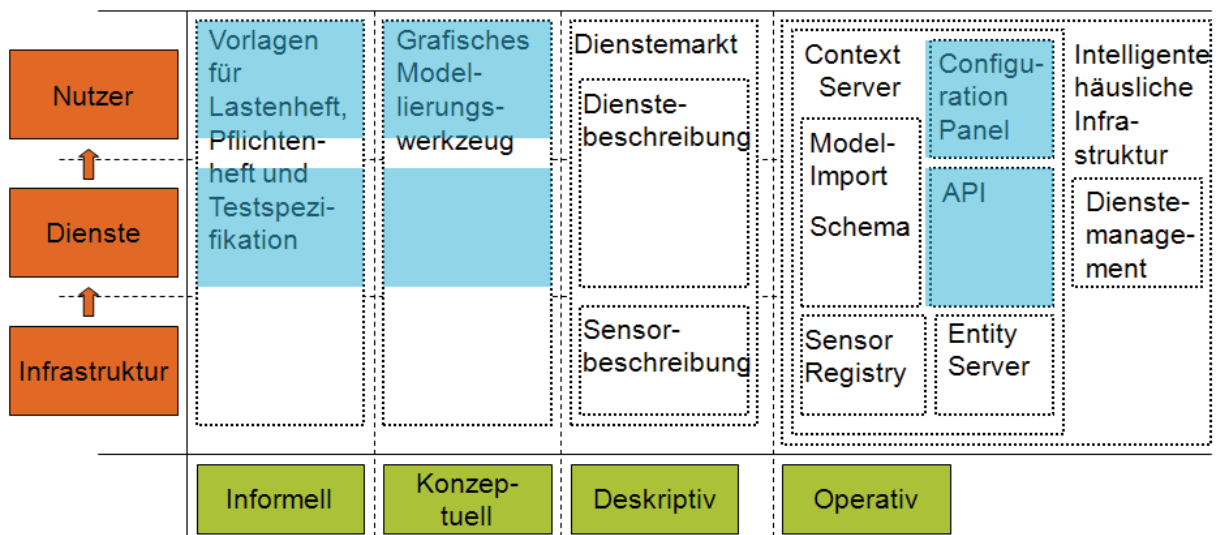 Nutzer
Dienste
Infrastruktur
Vorlagen
für
Lastenheft,
Pflichten-
heft und
Testspezi-
fikation
Grafisches
Model-
lierungs-
werkzeug
Dienstemarkt
Dienste-
beschreibung
Sensor-
beschreibung
Context
Server
Model-
Import
Schema
Sensor
Registry
Configu-
ration
Panel
API
Entity
Server
Intelligente
häusliche
Infra-
struktur
Dienste-
manage-
ment
Informell
Konzep-
tuell
Deskriptiv
Operativ